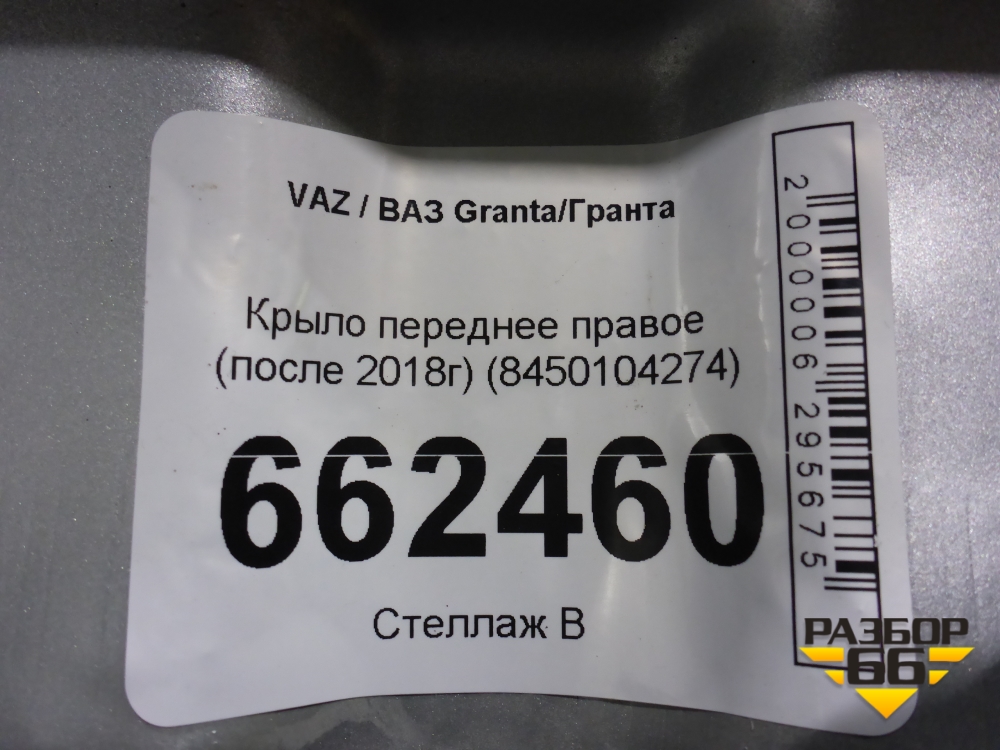 VAZ / ВАЗ Granta/Гранта
Крыло переднее правое
(после 2018г) (8450104274)
662460
Стеллаж В
2000006295675
РАЗБОР
66